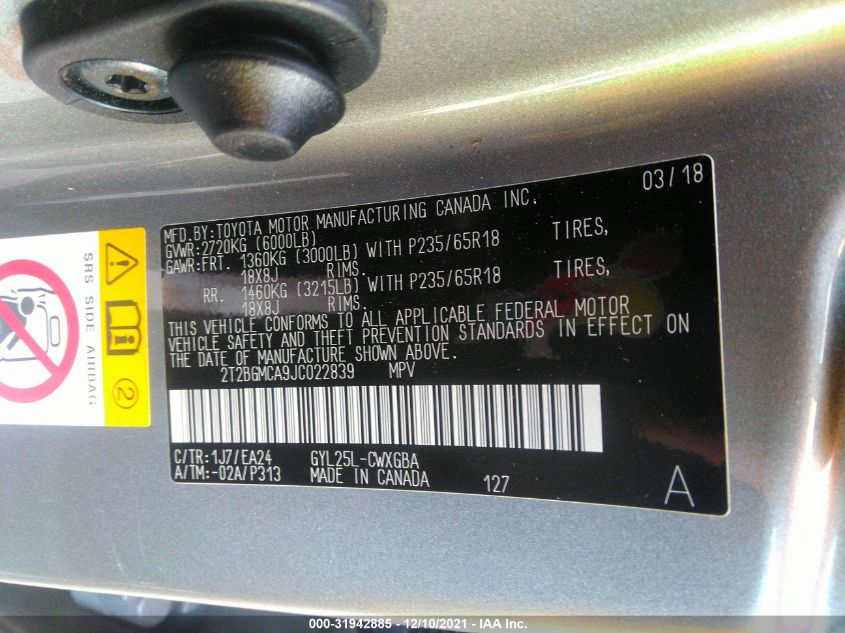 03/18
MFD.BY:TOYOTA MOTOR MANUFACTURING CANADA INC.
GVWR:2720KG (6000LB)
GAWR:FRT. 1360KG (3000LB) WITH P235/65R18 TIRES,
18X8J RIMS.
RR. 1460KG (3215LB) WITH P235/65R18 TIRES,
18X8J RIMS.
THIS VEHICLE CONFORMS TO ALL APPLICABLE FEDERAL MOTOR
VEHICLE SAFETY AND THEFT PREVENTION STANDARDS IN EFFECT ON
THE DATE OF MANUFACTURE SHOWN ABOVE.
2T2BGMCA9JC022839 MPV
C/TR:1J7/EA24 GYL25L-CWXGBA
A/TM:-02A/P313 MADE IN CANADA 127 A
SRS SIDE AIRBAG
2
000-31942885 - 12/10/2021 - IAA Inc.